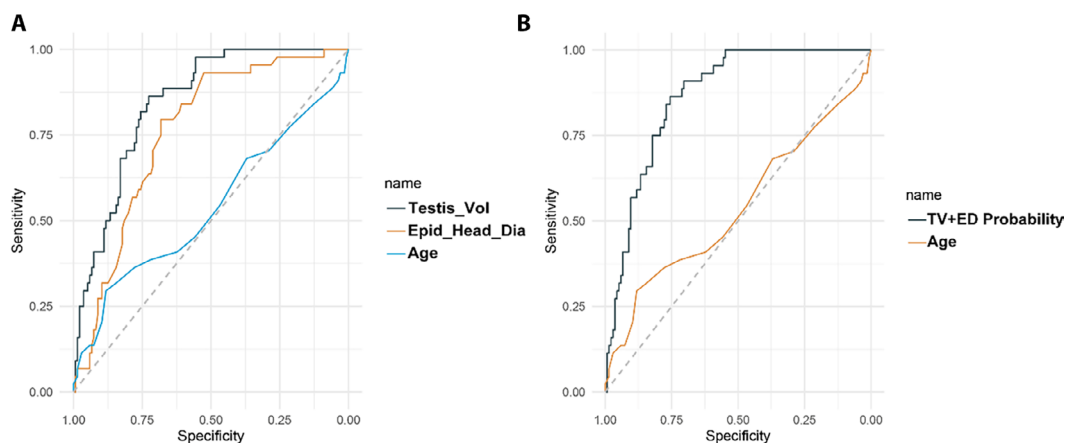 A
1.00
0.75
0.50
0.25
0.00
Sensitivity
1.00
0.75
0.50
0.25
0.00
Specificity
name
Testis_Vol
Epid_Head_Dia
Age
B
1.00
0.75
0.50
0.25
0.00
Sensitivity
1.00
0.75
0.50
0.25
0.00
Specificity
name
TV+ED Probability
Age